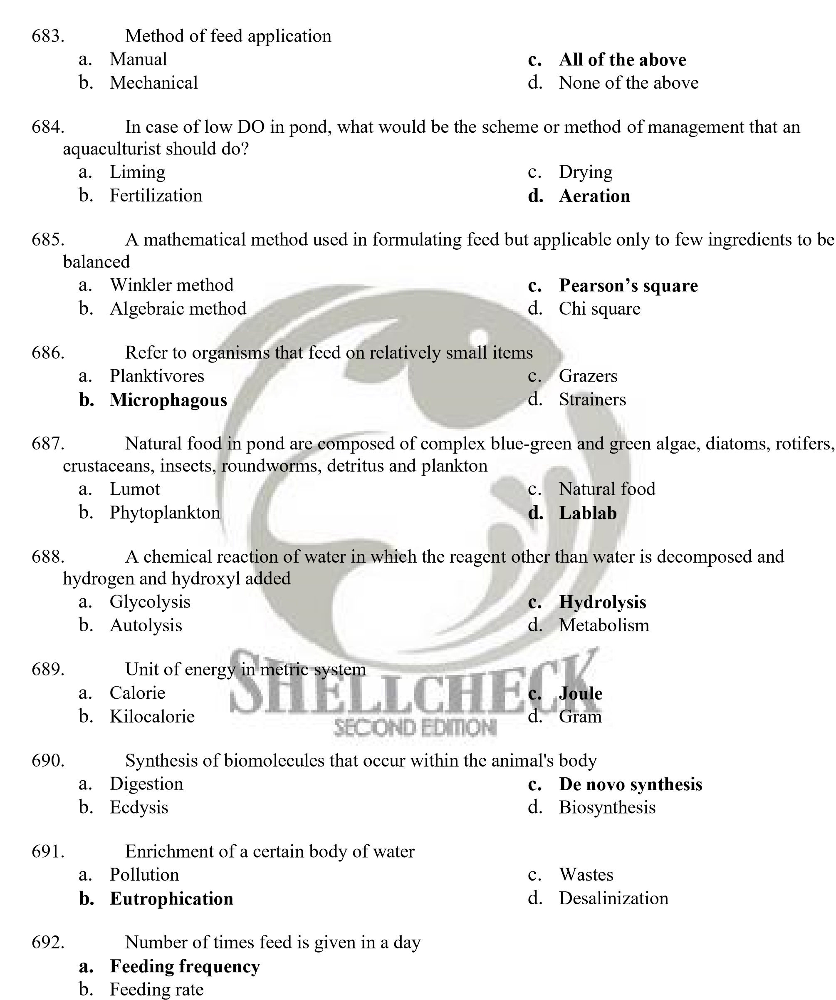 683. Method of feed application
a. Manual
b. Mechanical
c. All of the above
d. None of the above
684. In case of low DO in pond, what would be the scheme or method of management that an
aquaculturist should do?
a. Liming
b. Fertilization
c. Drying
d. Aeration
685. A mathematical method used in formulating feed but applicable only to few ingredients to be
balanced
a. Winkler method
b. Algebraic method
c. Pearson’s square
d. Chi square
686. Refer to organisms that feed on relatively small items
a. Planktivores
b. Microphagous
c. Grazers
d. Strainers
687. Natural food in pond are composed of complex blue-green and green algae, diatoms, rotifers,
crustaceans, insects, roundworms, detritus and plankton
a. Lumot
b. Phytoplankton
c. Natural food
d. Lablab
688. A chemical reaction of water in which the reagent other than water is decomposed and
hydrogen and hydroxyl added
a. Glycolysis
b. Autolysis
c. Hydrolysis
d. Metabolism
689. Unit of energy in metric system
a. Calorie
b. Kilocalorie
c. Joule
d. Gram
SHELLCHECK
SECOND EDITION
690. Synthesis of biomolecules that occur within the animal's body
a. Digestion
b. Ecdysis
c. De novo synthesis
d. Biosynthesis
691. Enrichment of a certain body of water
a. Pollution
b. Eutrophication
c. Wastes
d. Desalinization
692. Number of times feed is given in a day
a. Feeding frequency
b. Feeding rate